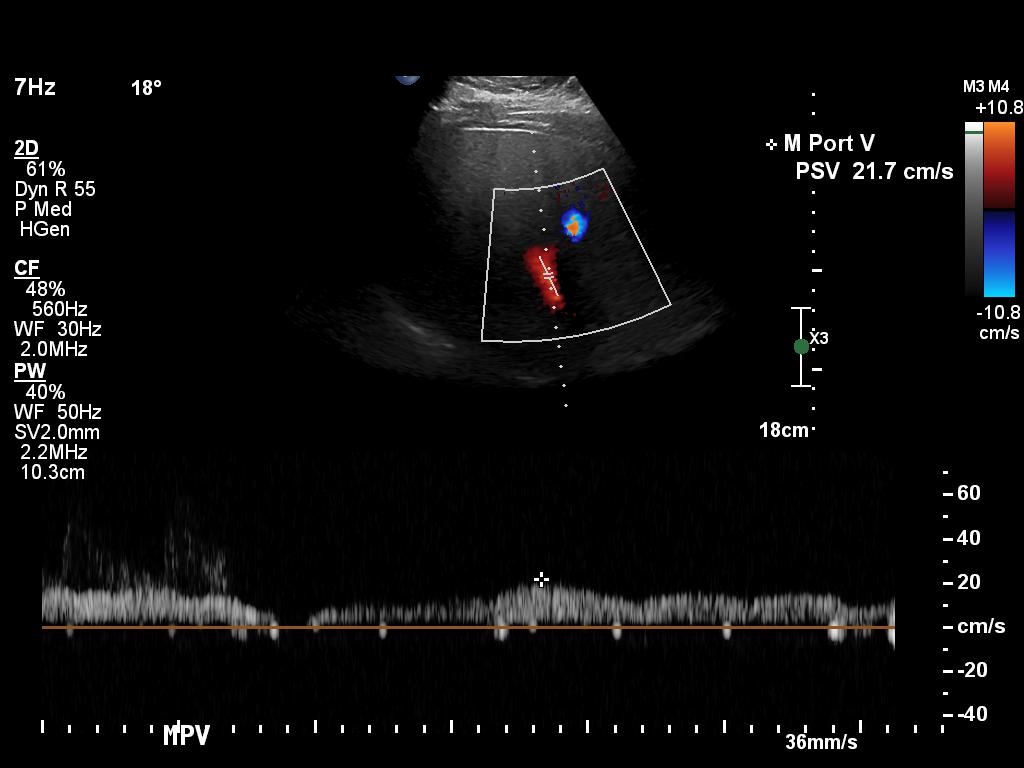 7Hz 18°
M3 M4
+10.8
2D
61%
Dyn R 55
P Med
HGen
M Port V
PSV 21.7 cm/s
CF
48%
560Hz
WF 30Hz
2.0MHz
-10.8
cm/s
X3
PW
40%
WF 50Hz
SV2.0mm
2.2MHz
10.3cm
18cm
60
40
20
cm/s
-20
-40
MPV
36mm/s